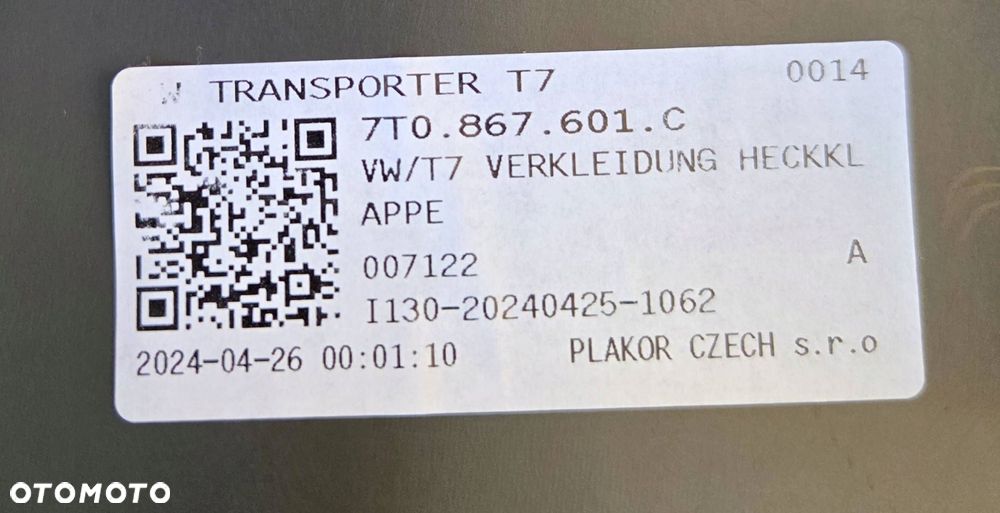 W TRANSPORTER T7
0014
7T0.867.601.C
VW/T7 VERKLEIDUNG HECKKL
APPE
007122
A
I130-20240425-1062
2024-04-26 00:01:10
PLAKOR CZECH s.r.o
OTOMOTO